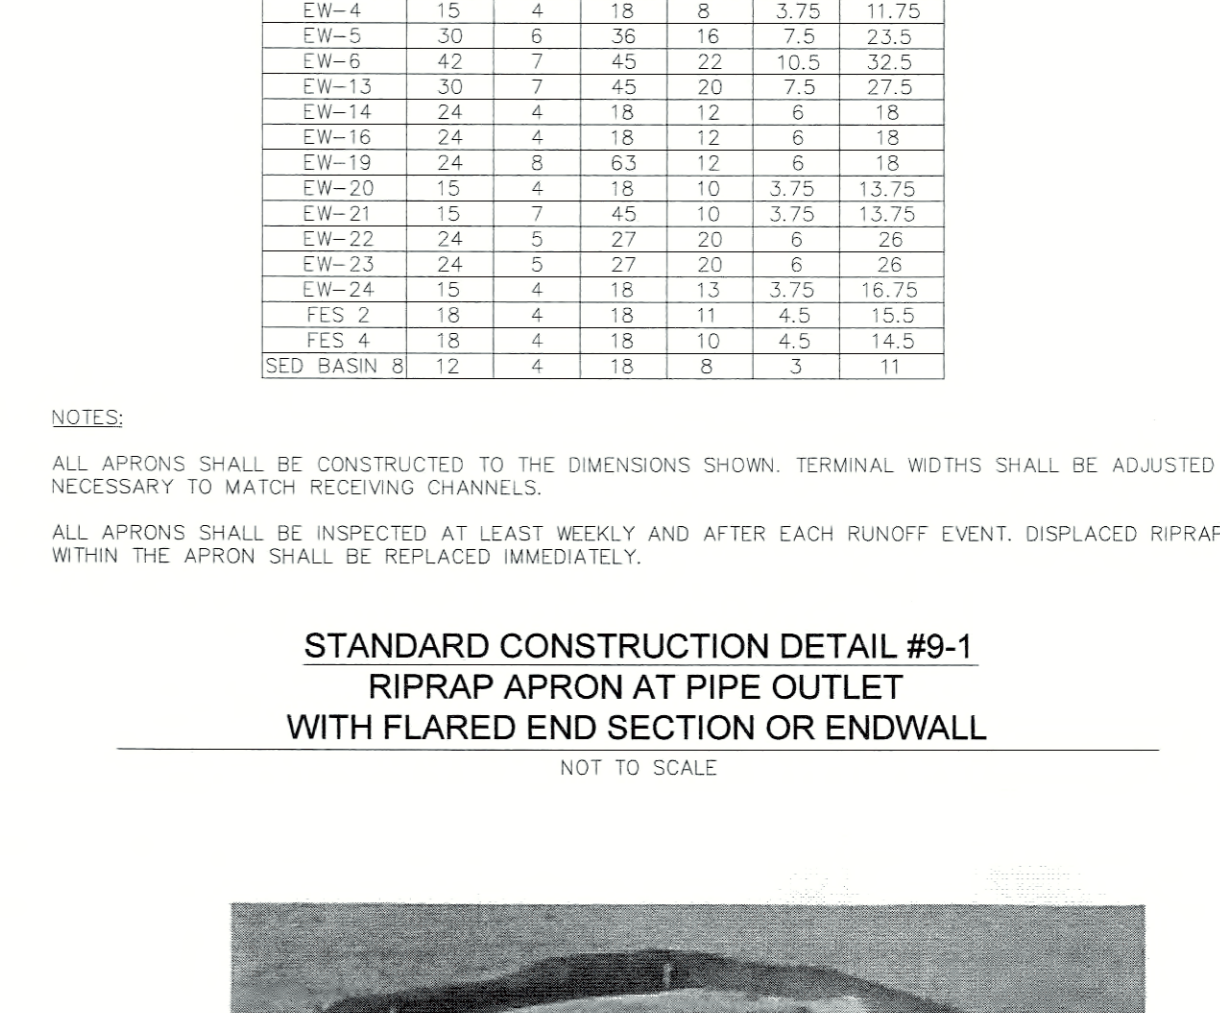 EW-4 15 4 18 8 3.75 11.75
EW-5 30 6 36 16 7.5 23.5
EW-6 42 7 45 22 10.5 32.5
EW-13 30 7 45 20 7.5 27.5
EW-14 24 4 18 12 6 18
EW-16 24 4 18 12 6 18
EW-19 24 8 63 12 6 18
EW-20 15 4 18 10 3.75 13.75
EW-21 15 7 45 10 3.75 13.75
EW-22 24 5 27 20 6 26
EW-23 24 5 27 20 6 26
EW-24 15 4 18 13 3.75 16.75
FES 2 18 4 18 11 4.5 15.5
FES 4 18 4 18 10 4.5 14.5
SED BASIN 8 12 4 18 8 3 11
NOTES:
ALL APRONS SHALL BE CONSTRUCTED TO THE DIMENSIONS SHOWN. TERMINAL WIDTHS SHALL BE ADJUSTED
NECESSARY TO MATCH RECEIVING CHANNELS.
ALL APRONS SHALL BE INSPECTED AT LEAST WEEKLY AND AFTER EACH RUNOFF EVENT. DISPLACED RIPRAP
WITHIN THE APRON SHALL BE REPLACED IMMEDIATELY.
STANDARD CONSTRUCTION DETAIL #9-1
RIPRAP APRON AT PIPE OUTLET
WITH FLARED END SECTION OR ENDWALL
NOT TO SCALE